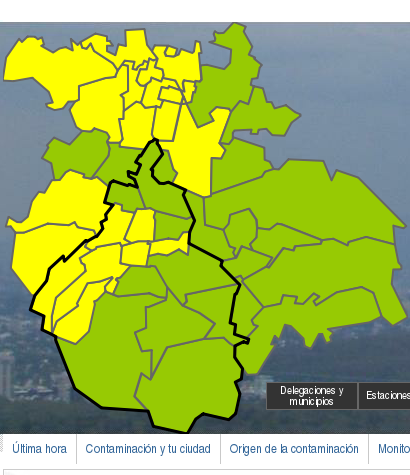 Delegaciones y
municipios
Estaciones
Última hora
Contaminación y tu ciudad
Origen de la contaminación
Monito